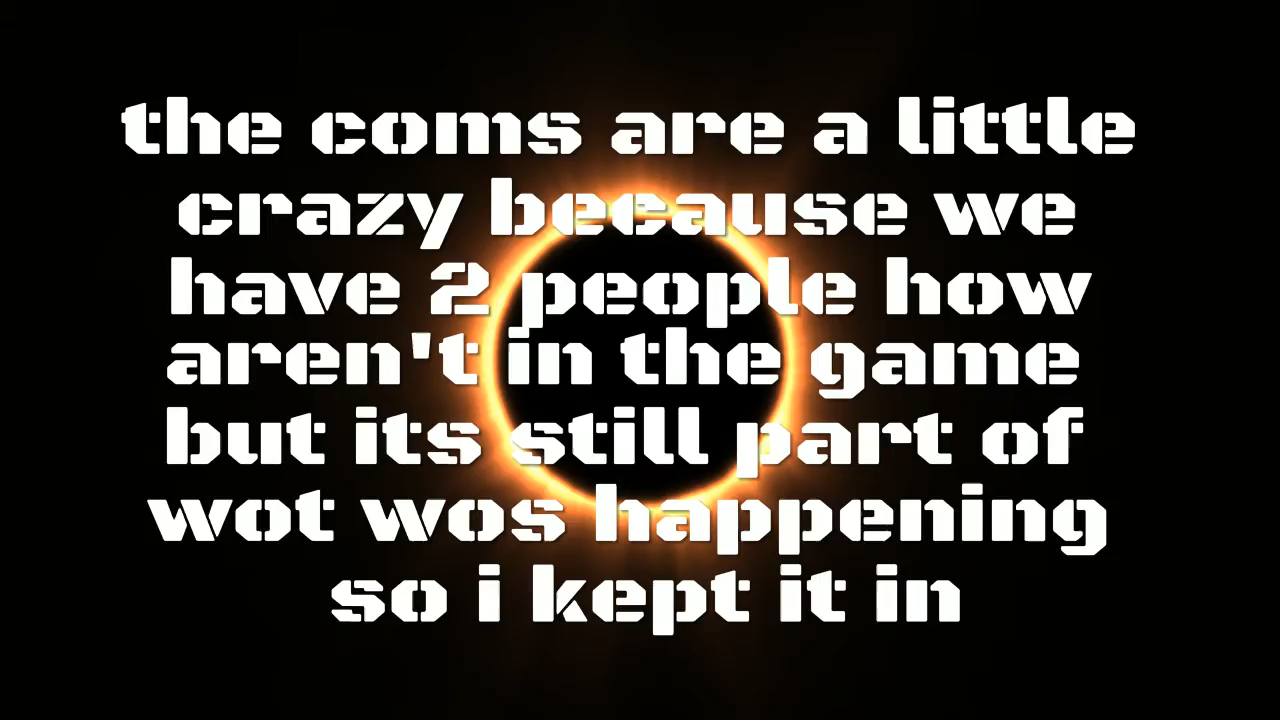 the coms are a little
crazy because we
have 2 people how
aren't in the game
but its still part of
wot wos happening
so i kept it in